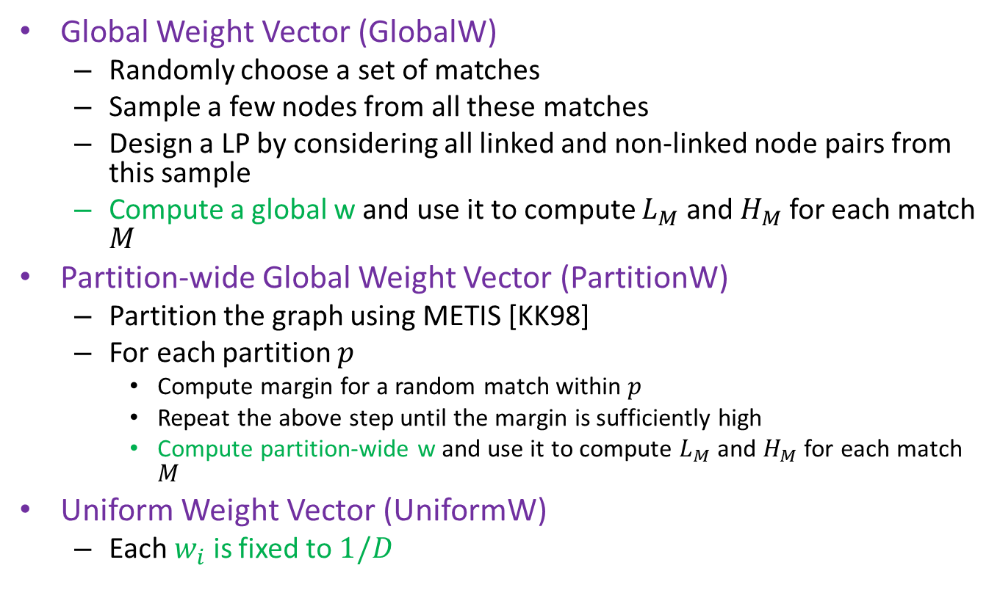 • Global Weight Vector (GlobalW)
– Randomly choose a set of matches
– Sample a few nodes from all these matches
– Design a LP by considering all linked and non-linked node pairs from
this sample
– Compute a global w and use it to compute L_M and H_M for each match
M
• Partition-wide Global Weight Vector (PartitionW)
– Partition the graph using METIS [KK98]
– For each partition p
• Compute margin for a random match within p
• Repeat the above step until the margin is sufficiently high
• Compute partition-wide w and use it to compute L_M and H_M for each match
M
• Uniform Weight Vector (UniformW)
– Each w_i is fixed to 1/D